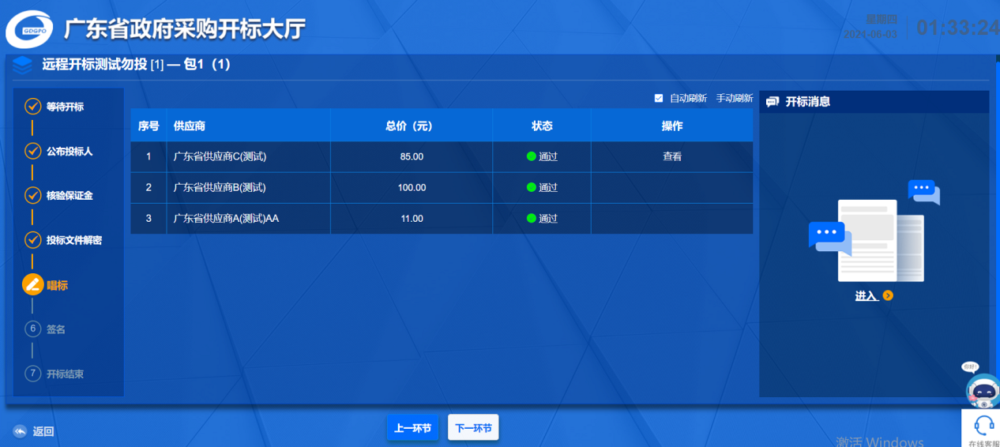 GDGPO
广东省政府采购开标大厅
星期四
2021-06-03
01:33:24
远程开标测试勿投 [1] — 包1（1）
等待开标
公布投标人
核验保证金
投标文件解密
唱标
6 签名
7 开标结束
自动刷新 手动刷新
序号 供应商 总价（元） 状态 操作
1 广东省供应商C(测试) 85.00 通过 查看
2 广东省供应商B(测试) 100.00 通过
3 广东省供应商A(测试)AA 11.00 通过
开标消息
进入
你好!
返回
上一环节
下一环节
激活 Windows
在线客服